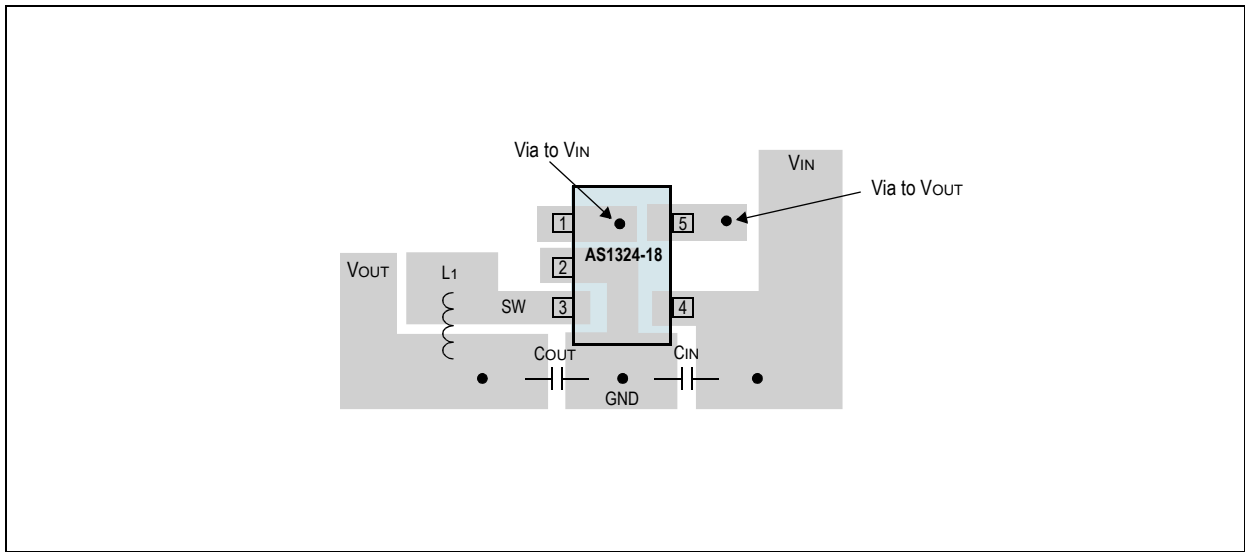 Via to VIN
VIN
Via to VOUT
1
5
AS1324-18
2
VOUT
L1
SW
3
4
COUT
CIN
GND